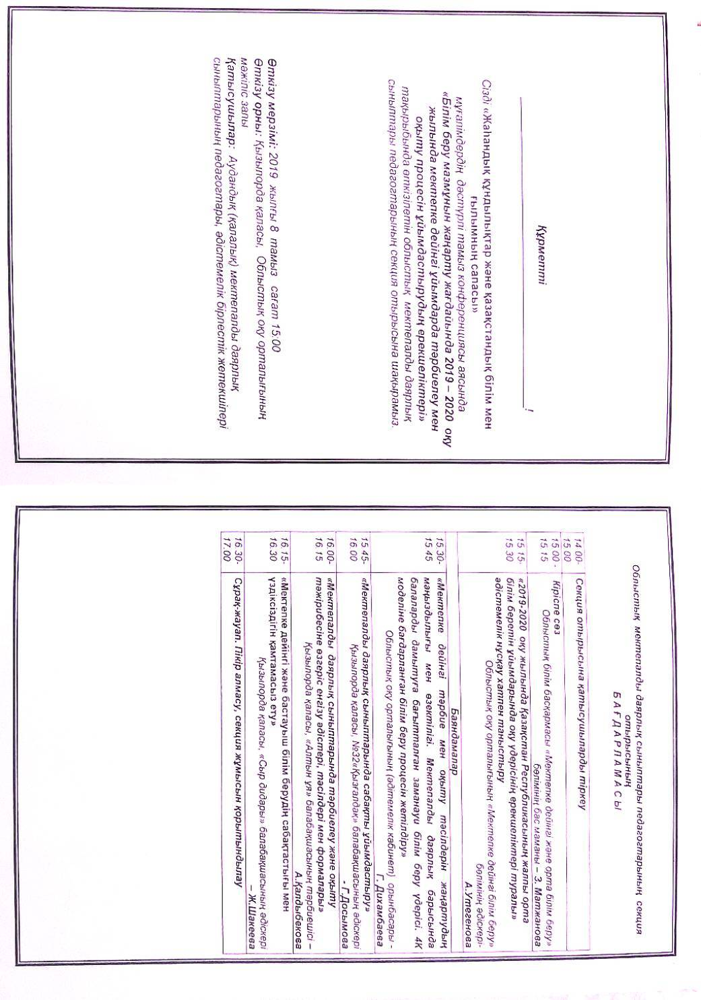 Құрметті
!
Сізді «Жаһандық құндылықтар және қазақстандық білім мен
ғылымның сапасы»
мұғалімдердің дәстүрлі тамыз конференциясы аясында
«Білім беру мазмұнын жаңарту жағдайында 2019 – 2020 оқу
жылында мектепке дейінгі ұйымдарда тәрбиелеу мен
оқыту процесін ұйымдастырудың ерекшеліктері»
тақырыбында өткізілетін облыстық мектепалды даярлық
сыныптары педагогтарының секция отырысына шақырамыз.
Өткізу мерзімі: 2019 жылғы 8 тамыз сағат 15:00
Өткізу орны: Қызылорда қаласы, Облыстық оқу орталығының
мәжіліс залы
Қатысушылар: Аудандық (қалалық) мектепалды даярлық
сыныптарының педагогтары, әдістемелік бірлестік жетекшілері
Облыстық мектепалды даярлық сыныптары педагогтарының секция
отырысының
Б А Ғ Д А Р Л А М А С Ы
14 00- Секция отырысына қатысушыларды тіркеу
15 00
15 00 - Кіріспе сөз
15 15 Облыстық білім басқармасы «Мектепке дейінгі және орта білім беру»
бөлімінің бас маманы – З. Матжанова
15 15- «2019-2020 оқу жылында Қазақстан Республикасының жалпы орта
15 30 білім беретін ұйымдарында оқу үдерісінің ерекшеліктері туралы»
әдістемелік нұсқау хатпен таныстыру
Облыстық оқу орталығының «Мектепке дейінгі білім беру»
бөлімінің әдіскері-
А.Утегенова
Баяндамалар
15.30- «Мектепке дейінгі тәрбие мен оқыту тәсілдерін жаңартудың
15 45 маңыздылығы мен өзектілігі. Мектепалды даярлық барысында
балаларды дамытуға бағытталған заманауи білім беру үдерісі. 4К
моделіне бағдарланған білім беру процесін жетілдіру»
Облыстық оқу орталығының (әдітемелік кабинет) орынбасары -
Г. Дихамбаева
15 45- «Мектепалды даярлық сыныптарында сабақты ұйымдастыру»
16 00 Қызылорда қаласы, №32«Қызғалдақ» балабақшасының әдіскері
- Г.Досымова
16.00- «Мектепалды даярлық сыныптарында тәрбиелеу және оқыту
16 15 тәжірибесіне өзгеріс енгізу әдістері, тәсілдері мен формалары»
Қызылорда қаласы, «Алтын ұя» балабақшасының тәрбиешісі –
А.Қалдыбекова
16 15- «Мектепке дейінгі және бастауыш білім берудің сабақтастығы мен
16.30 үздіксіздігін қамтамасыз ету»
Қызылорда қаласы, «Сыр дидары» балабақшасының әдіскері
– Ж.Шакеева
16 30- Сұрақ-жауап. Пікір алмасу, секция жұмысын қорытындылау
17.00